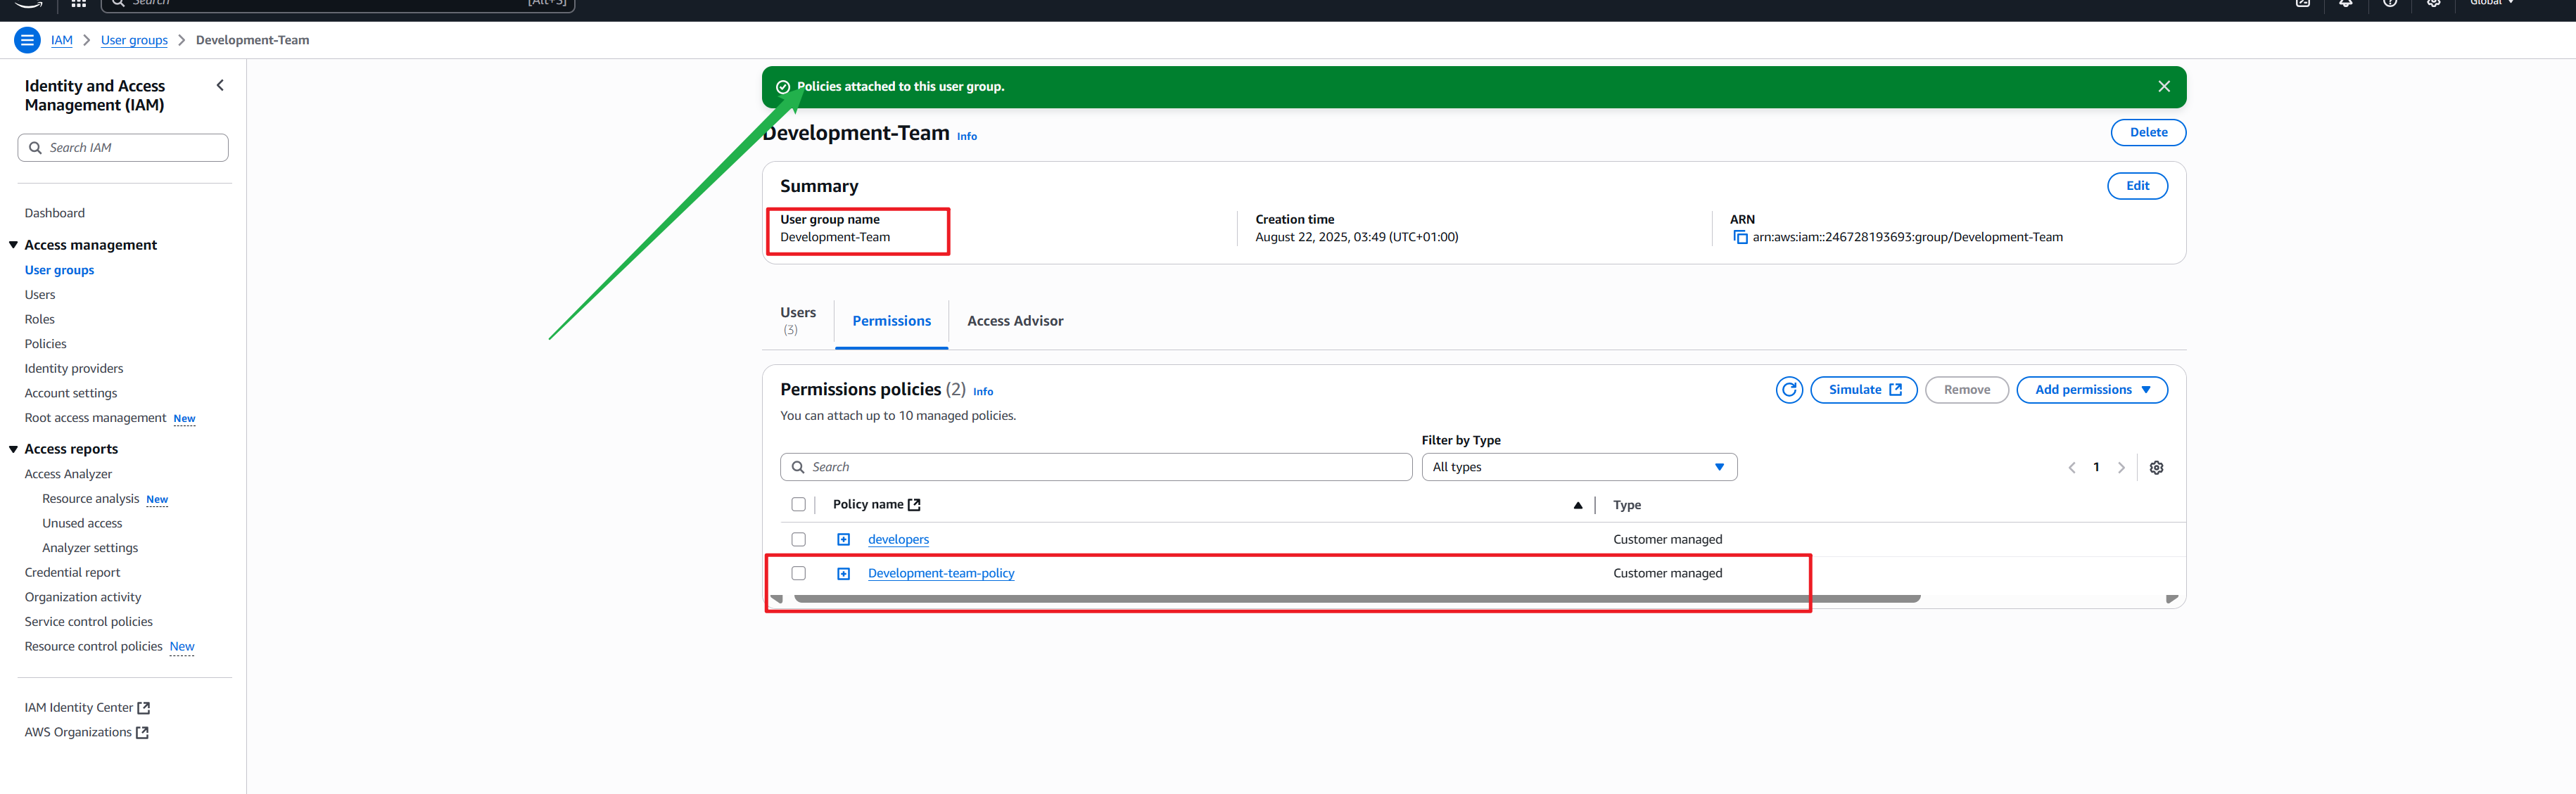 Search
[Alt+S]
Global
IAM
User groups
Development-Team
Identity and Access
Management (IAM)
Search IAM
Dashboard
Access management
User groups
Users
Roles
Policies
Identity providers
Account settings
Root access management New
Access reports
Access Analyzer
Resource analysis New
Unused access
Analyzer settings
Credential report
Organization activity
Service control policies
Resource control policies New
IAM Identity Center
AWS Organizations
Policies attached to this user group.
Development-Team Info
Delete
Summary
Edit
User group name
Development-Team
Creation time
August 22, 2025, 03:49 (UTC+01:00)
ARN
arn:aws:iam::246728193693:group/Development-Team
Users
(3)
Permissions
Access Advisor
Permissions policies (2) Info
Simulate
Remove
Add permissions
You can attach up to 10 managed policies.
Filter by Type
Search
All types
1
Policy name
Type
developers
Customer managed
Development-team-policy
Customer managed